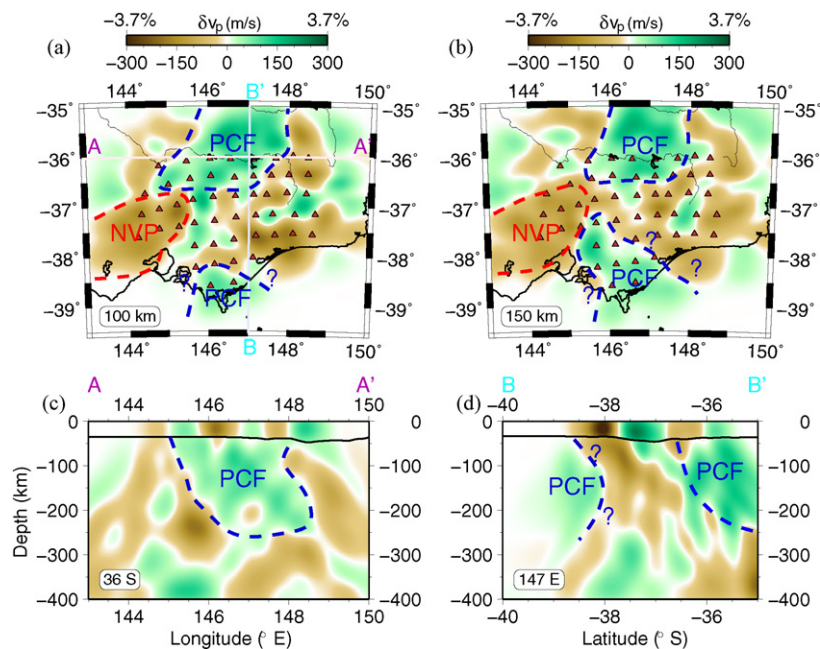 −3.7% δvp (m/s) 3.7%
(a)
−300 −150 0 150 300
144° 146° 148° 150°
B'
−35° −35°
A A'
PCF
−36° −36°
−37° −37°
NVP
−38° −38°
? ?
PCF
−39° −39°
100 km
144° 146° 148° 150°
B
−3.7% δvp (m/s) 3.7%
(b)
−300 −150 0 150 300
144° 146° 148° 150°
−35° −35°
PCF
−36° −36°
−37° −37°
NVP
?
−38° −38°
PCF ?
?
−39° −39°
150 km
144° 146° 148° 150°
A A'
144 146 148 150
(c)
0 0
PCF
−100 −100
−200 −200
−300 −300
36 S
−400 −400
144 146 148 150
Depth (km)
Longitude (° E)
B B'
−40 −38 −36
(d)
0 0
?
PCF PCF
−100 −100
−200 −200
?
−300 −300
147 E
−400 −400
−40 −38 −36
Latitude (° S)